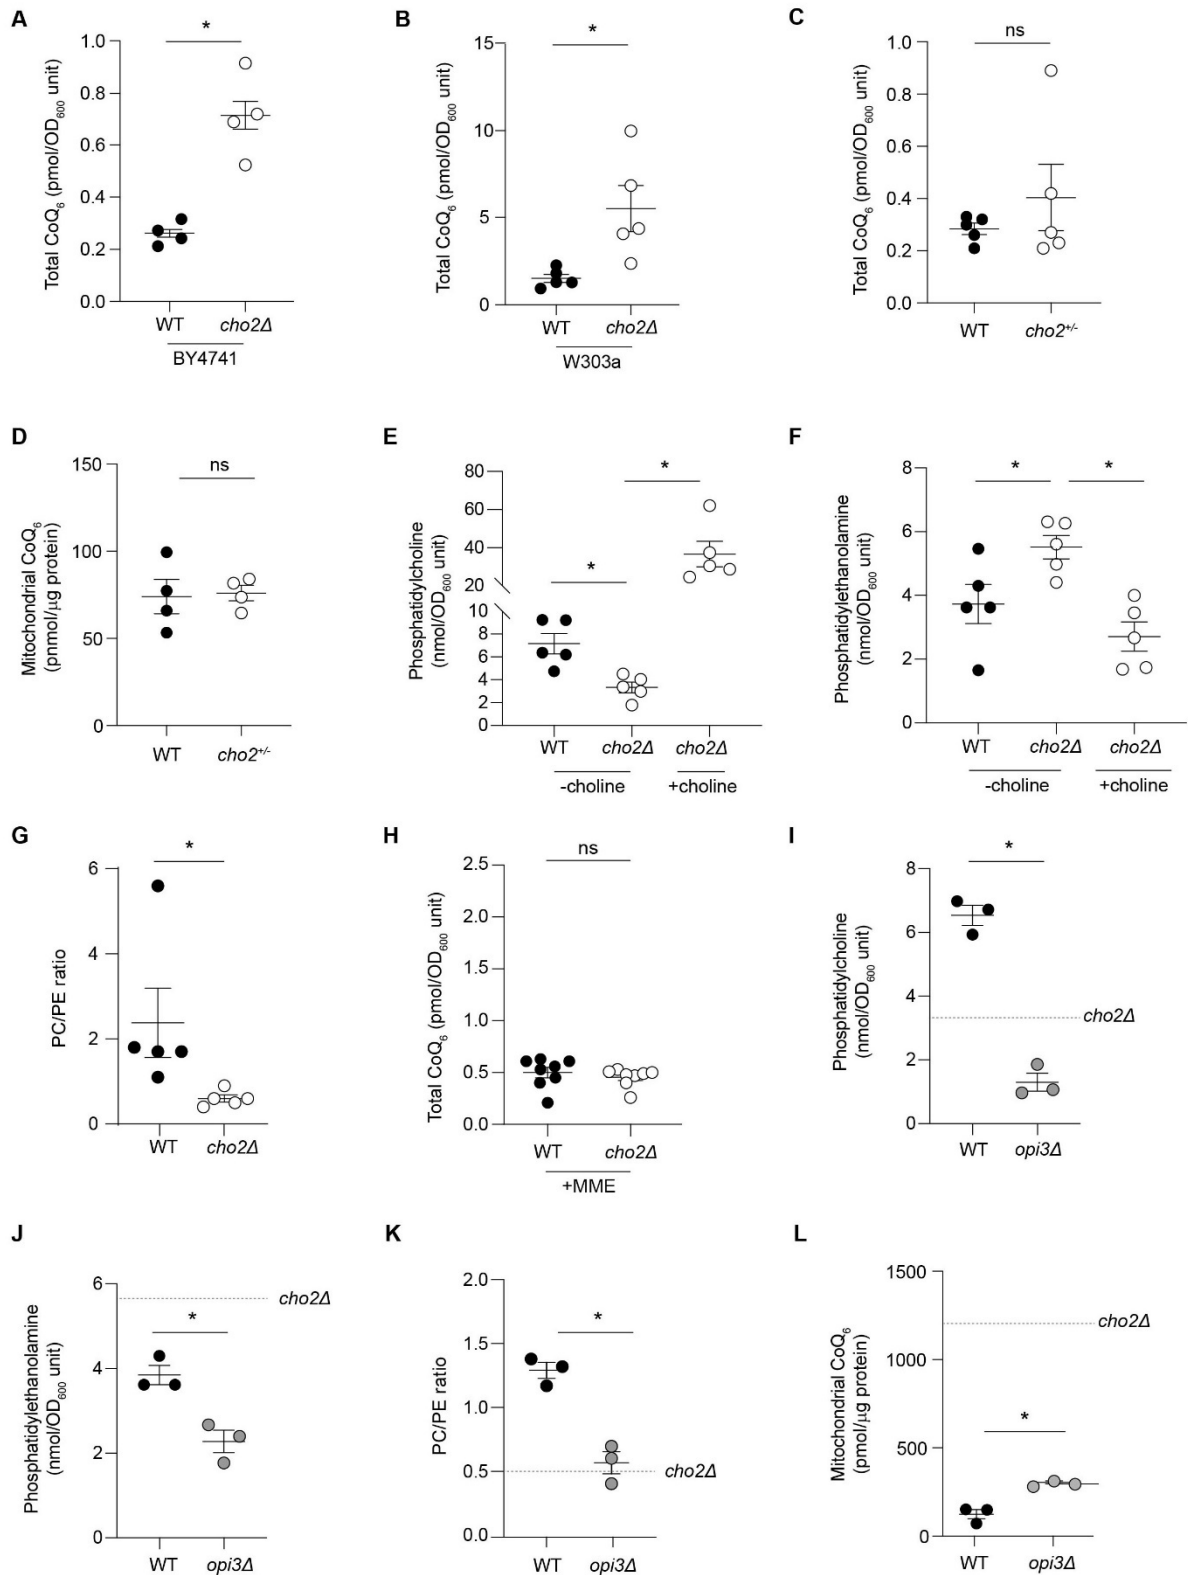 A
Total CoQ6 (pmol/OD600 unit)
1.0
0.8
0.6
0.4
0.2
0.0
*
WT
cho2Δ
BY4741
B
Total CoQ6 (pmol/OD600 unit)
15
10
5
0
*
WT
cho2Δ
W303a
C
Total CoQ6 (pmol/OD600 unit)
1.0
0.8
0.6
0.4
0.2
0.0
ns
WT
cho2+/-
D
Mitochondrial CoQ6
(pnmol/μg protein)
150
100
50
0
ns
WT
cho2+/-
E
Phosphatidylcholine
(nmol/OD600 unit)
80
60
40
20
10
8
6
4
2
0
*
*
WT
cho2Δ
cho2Δ
-choline
+choline
F
Phosphatidylethanolamine
(nmol/OD600 unit)
8
6
4
2
0
*
*
WT
cho2Δ
cho2Δ
-choline
+choline
G
PC/PE ratio
6
4
2
0
*
WT
cho2Δ
H
Total CoQ6 (pmol/OD600 unit)
2.5
2.0
1.5
1.0
0.5
0.0
ns
WT
cho2Δ
+MME
I
Phosphatidylcholine
(nmol/OD600 unit)
8
6
4
2
0
*
cho2Δ
WT
opi3Δ
J
Phosphatidylethanolamine
(nmol/OD600 unit)
6
4
2
0
cho2Δ
*
WT
opi3Δ
K
PC/PE ratio
2.0
1.5
1.0
0.5
0.0
*
cho2Δ
WT
opi3Δ
L
Mitochondrial CoQ6
(pmol/μg protein)
1500
1000
500
0
cho2Δ
*
WT
opi3Δ